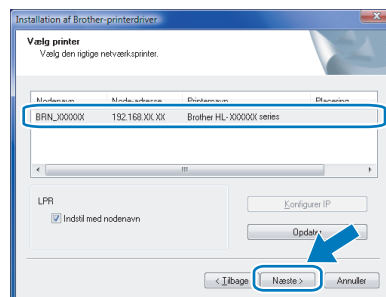 Installation af Brother-printerdriver
Vælg printer
Vælg den rigtige netværksprinter.
Nodenavn Node-adresse Printernavn Placering
BRN_XXXXXX 192.168.XX.XX Brother HL-XXXXXX series
LPR
Indstil med nodenavn
Konfigurer IP
Opdater
< Tilbage Næste > Annuller